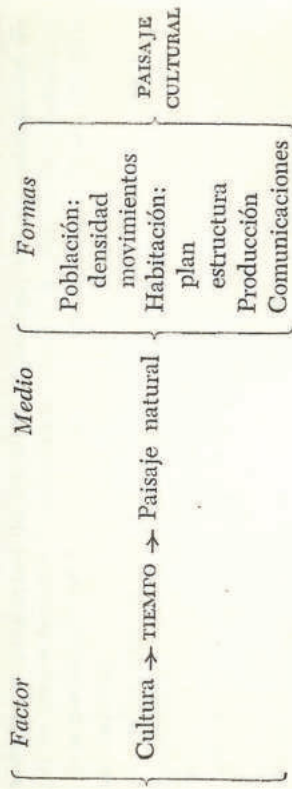 Factor Medio Formas
Población:
densidad
movimientos
Cultura → TIEMPO → Paisaje natural Habitación:
plan
estructura
Producción
Comunicaciones
PAISAJE
CULTURAL